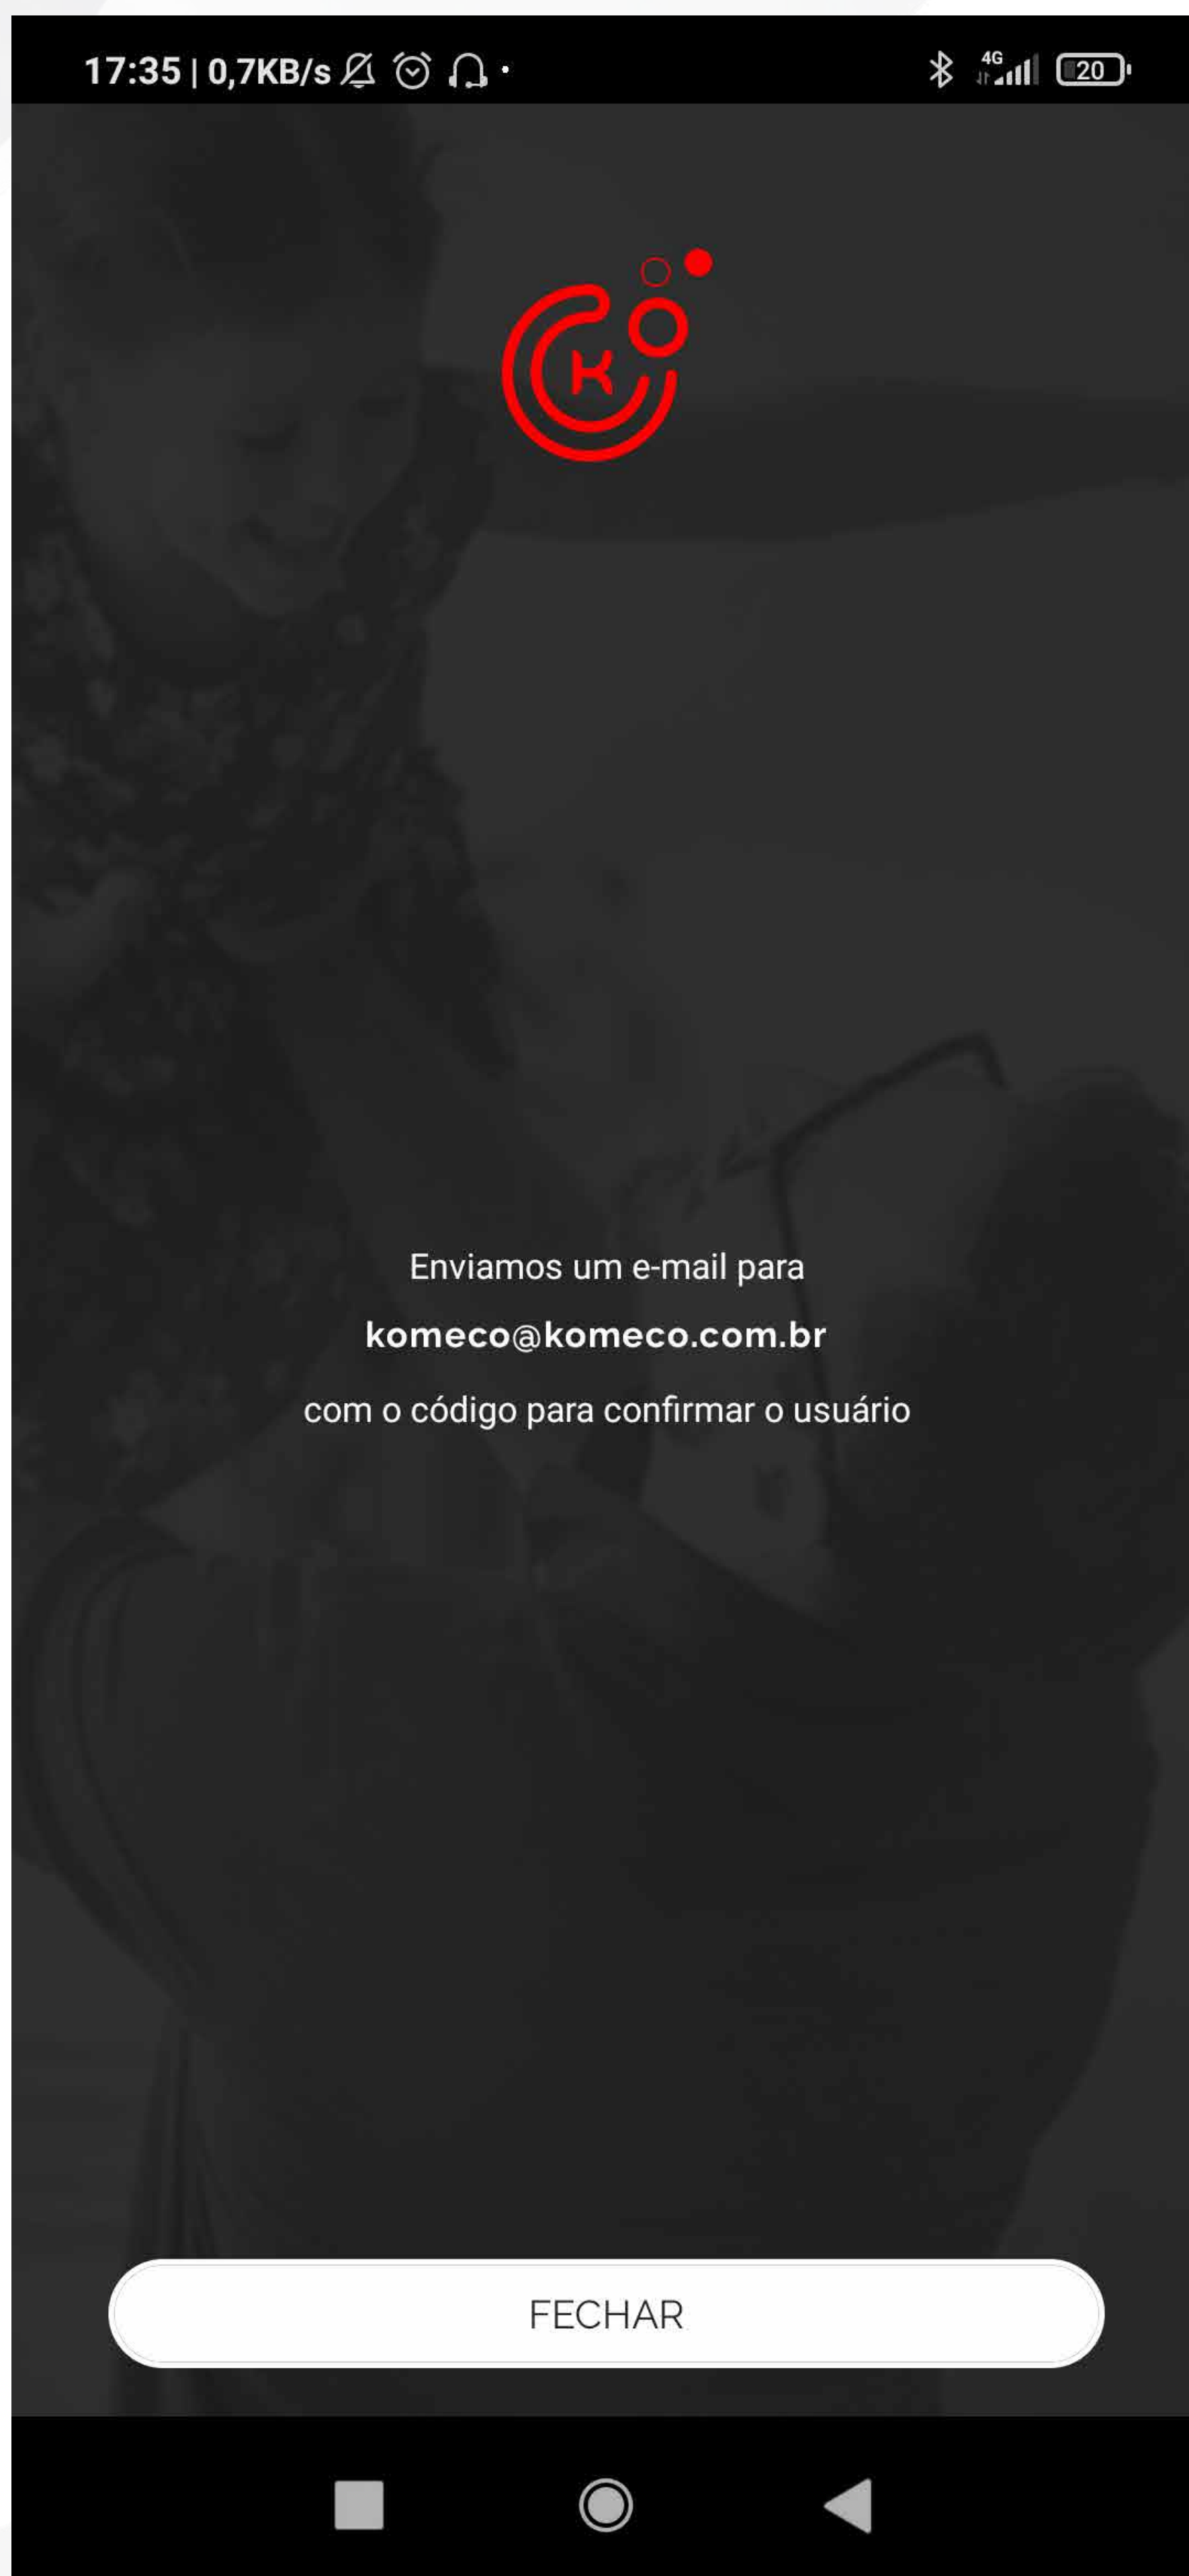 17:35 | 0,7KB/s
4G
20
K
Enviamos um e-mail para
komeco@komeco.com.br
com o código para confirmar o usuário
FECHAR